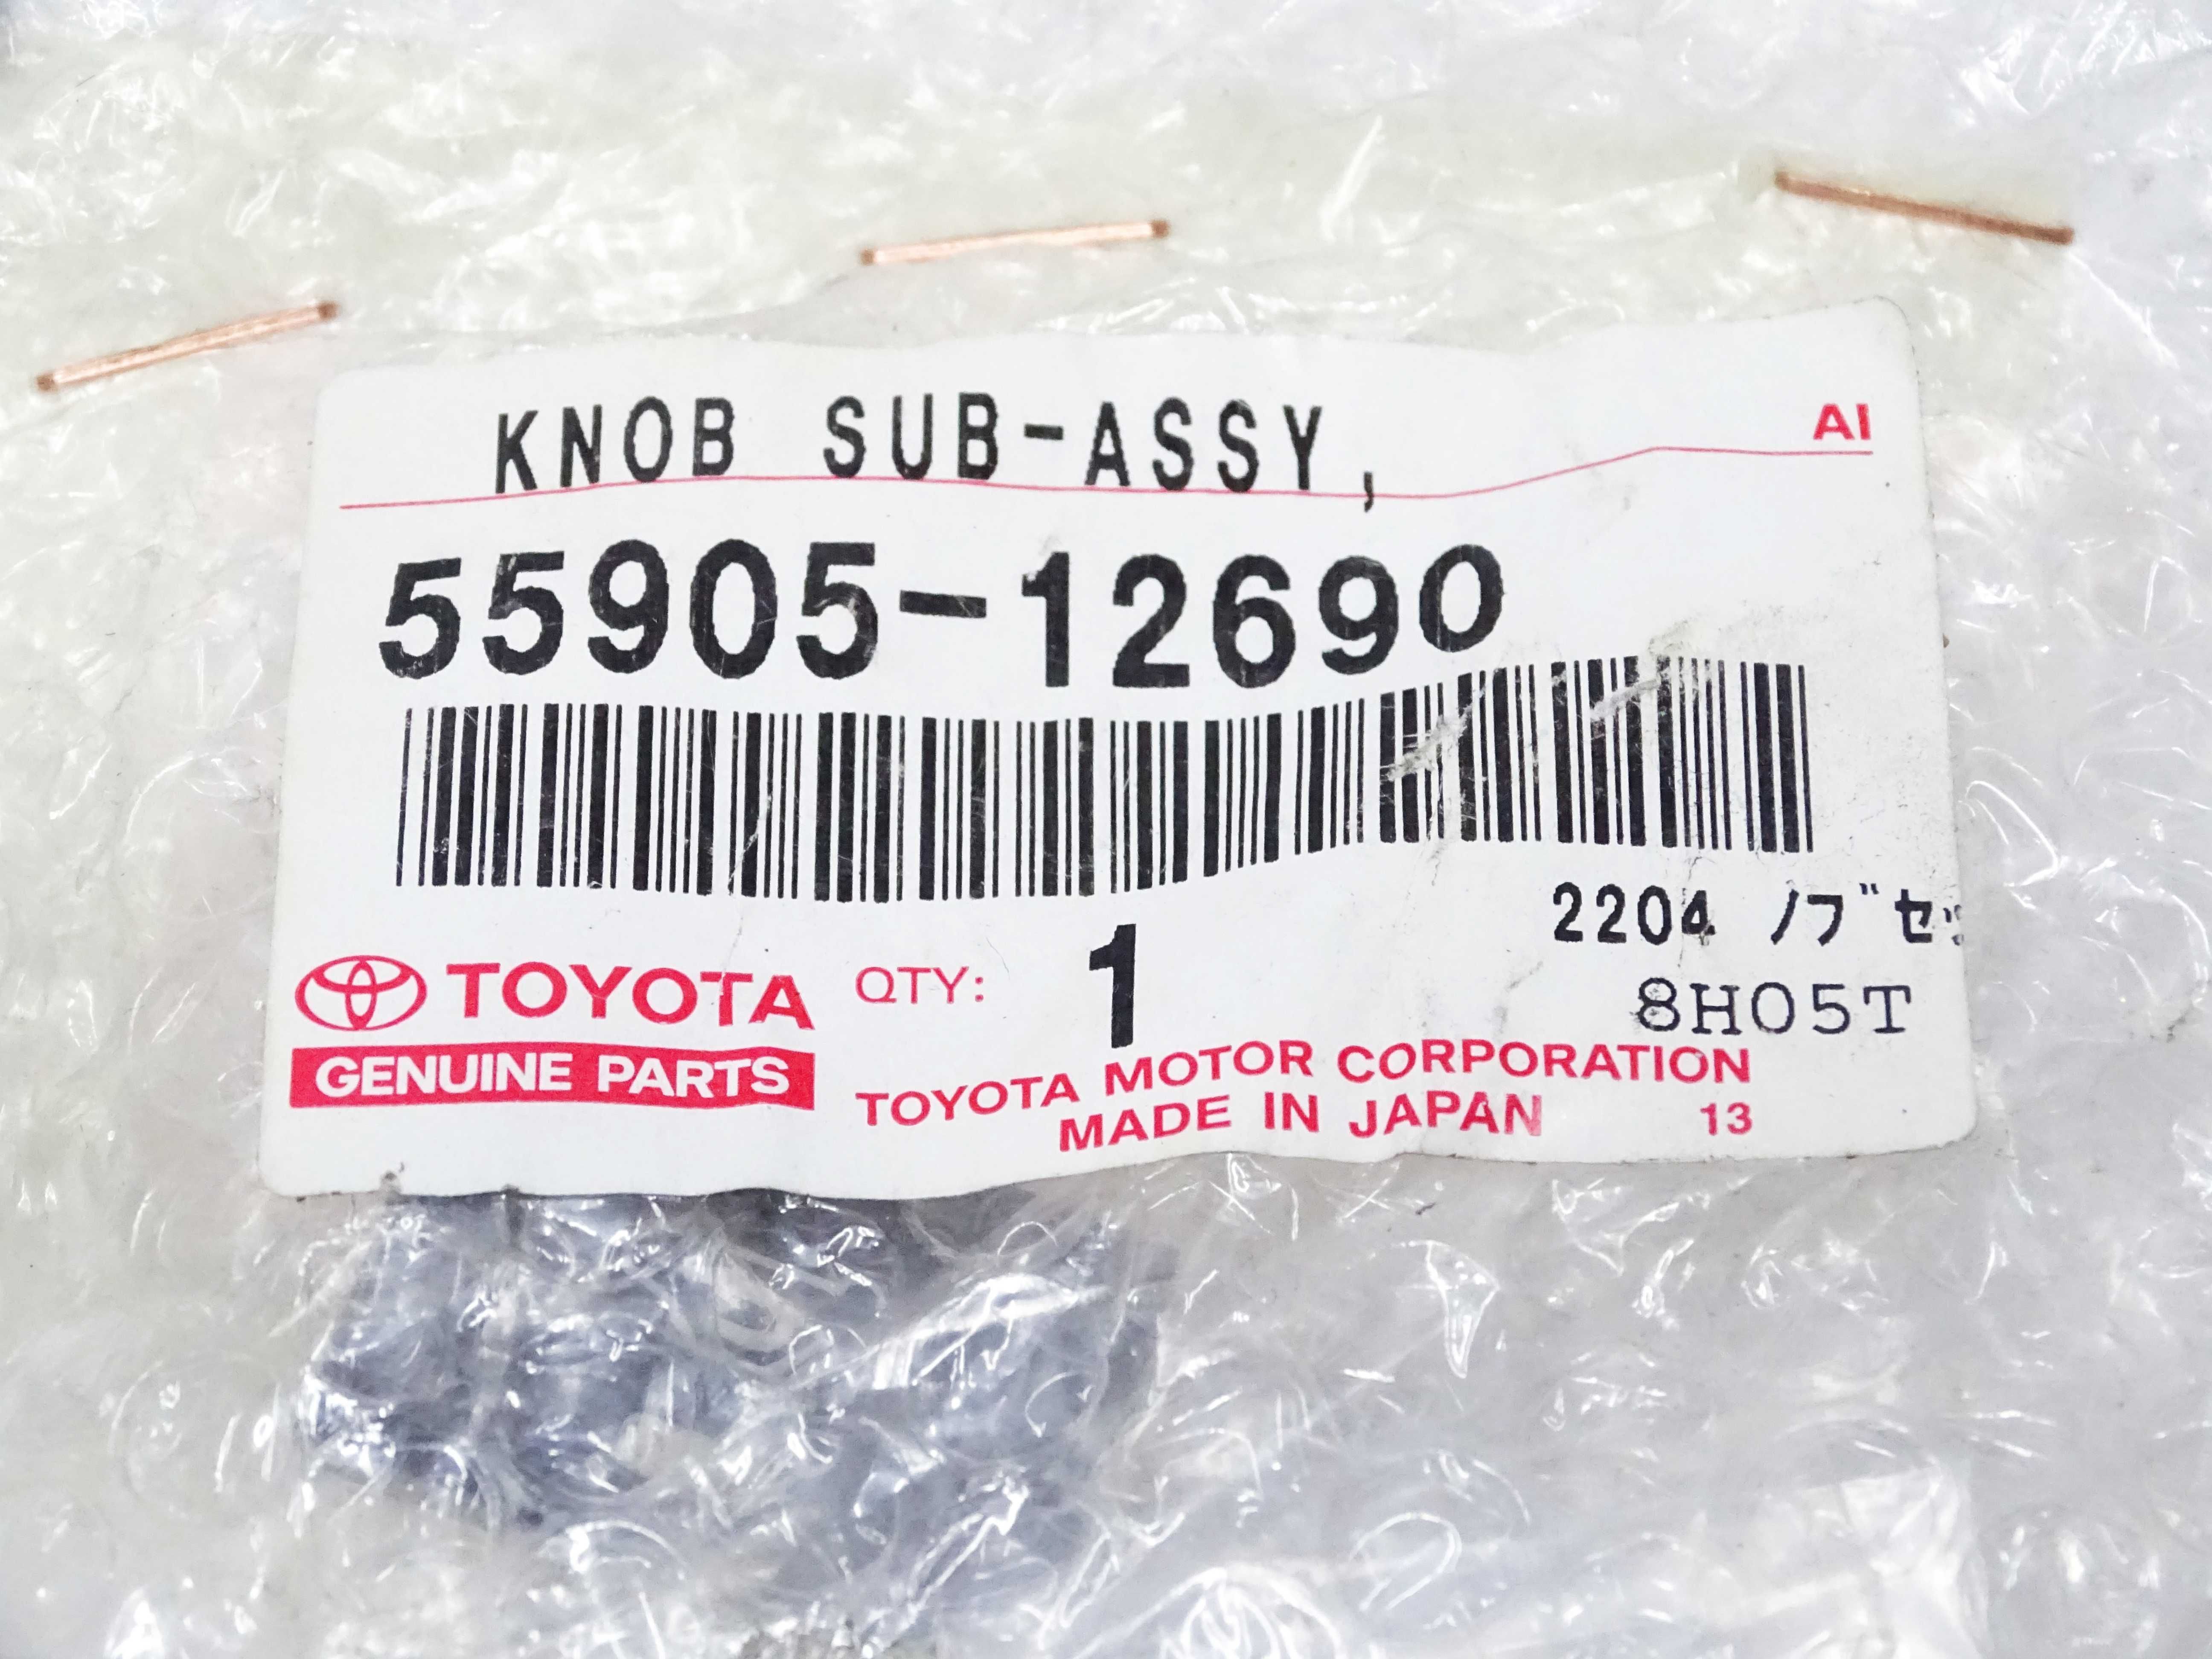 KNOB SUB-ASSY,
AI
55905-12690
2204 ノブセッ
TOYOTA QTY: 1
8H05T
GENUINE PARTS
TOYOTA MOTOR CORPORATION
MADE IN JAPAN 13